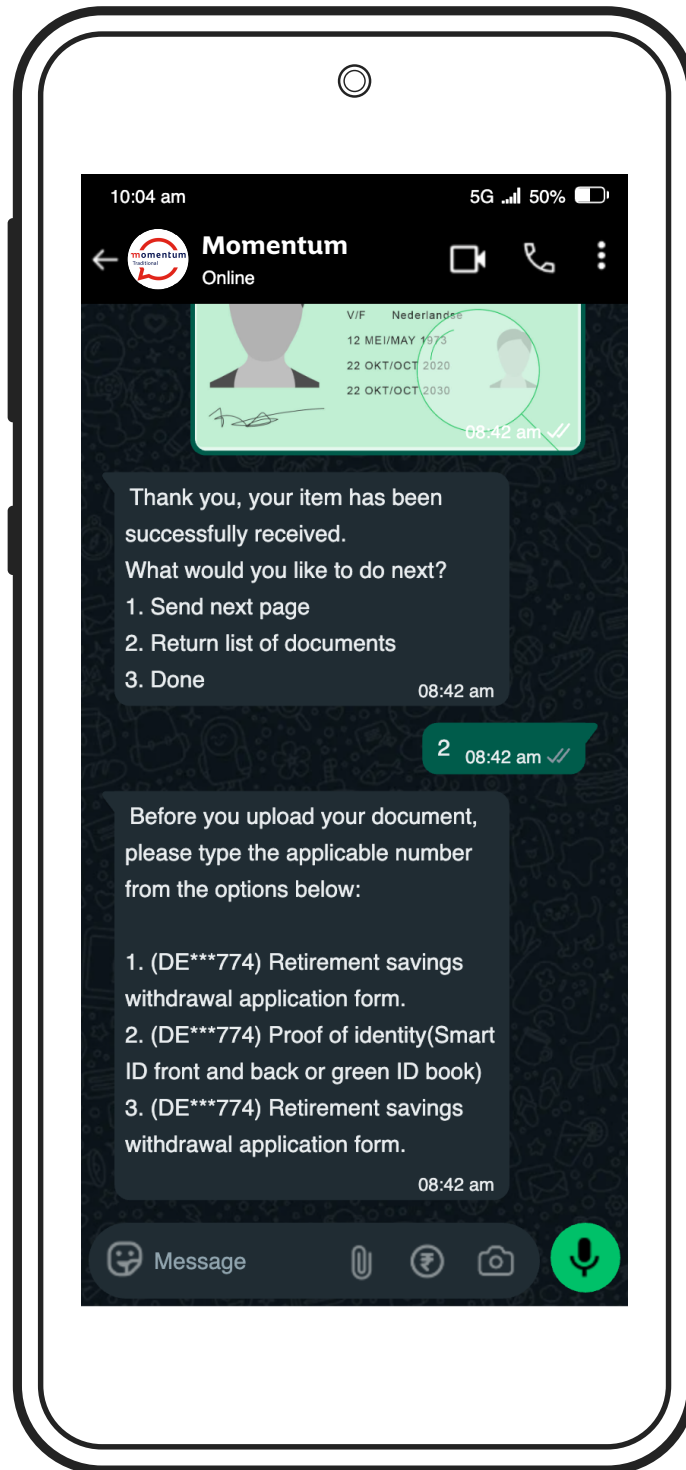 10:04 am 5G 50%
momentum
Traditional
Momentum
Online
V/F Nederlandse
12 MEI/MAY 1973
22 OKT/OCT 2020
22 OKT/OCT 2030
08:42 am
Thank you, your item has been
successfully received.
What would you like to do next?
1. Send next page
2. Return list of documents
3. Done
08:42 am
2 08:42 am
Before you upload your document,
please type the applicable number
from the options below:
1. (DE***774) Retirement savings
withdrawal application form.
2. (DE***774) Proof of identity(Smart
ID front and back or green ID book)
3. (DE***774) Retirement savings
withdrawal application form.
08:42 am
Message